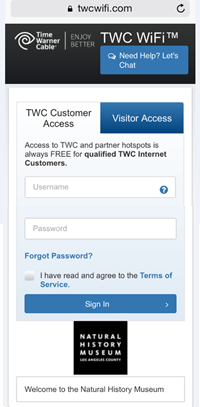 twcwifi.com
Time
Warner
Cable®
ENJOY
BETTER
TWC WiFi™
Need Help? Let's
Chat
TWC Customer
Access
Visitor Access
Access to TWC and partner hotspots is
always FREE for qualified TWC Internet
Customers.
Username
?
Password
Forgot Password?
I have read and agree to the Terms of
Service.
Sign In
NATURAL
HISTORY
MUSEUM
LOS ANGELES COUNTY
Welcome to the Natural History Museum